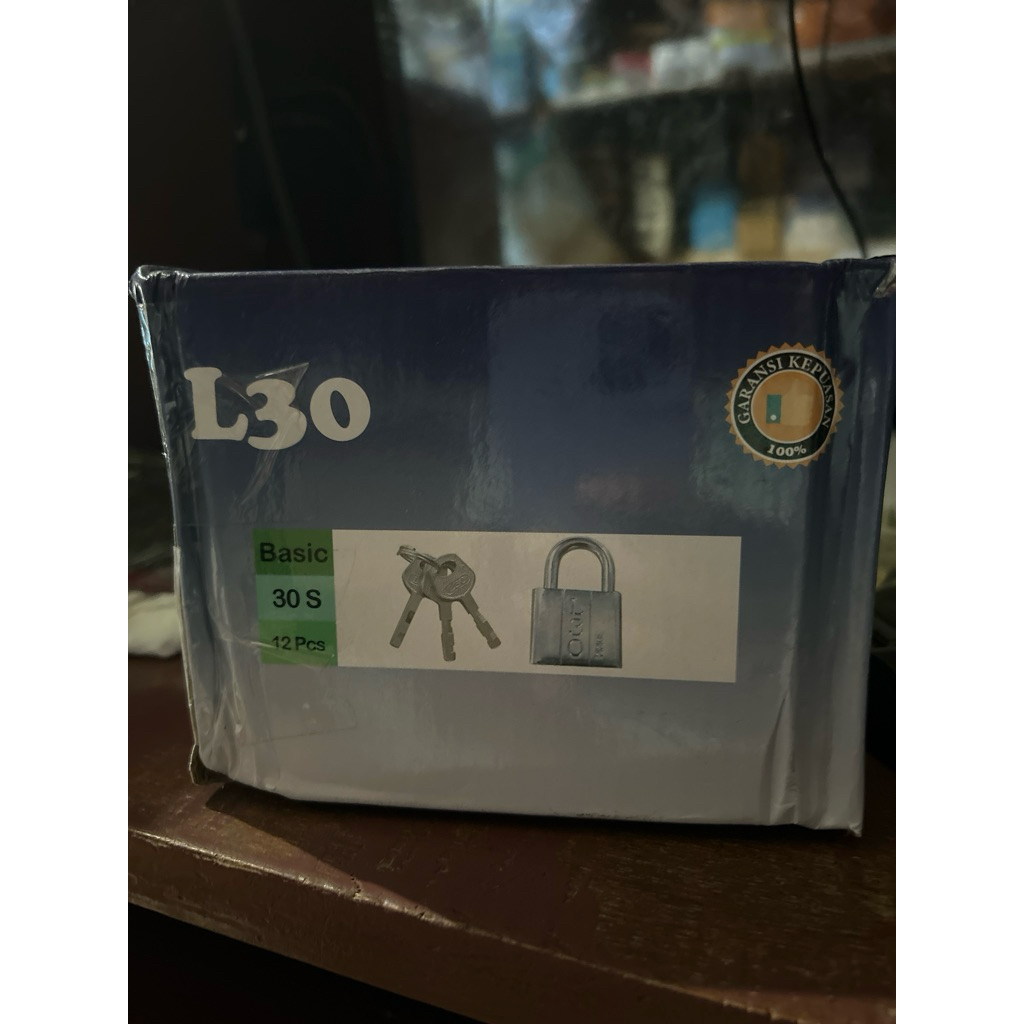 L30
GARANSI KEPUASAN
100%
Basic
30 S
12 Pcs